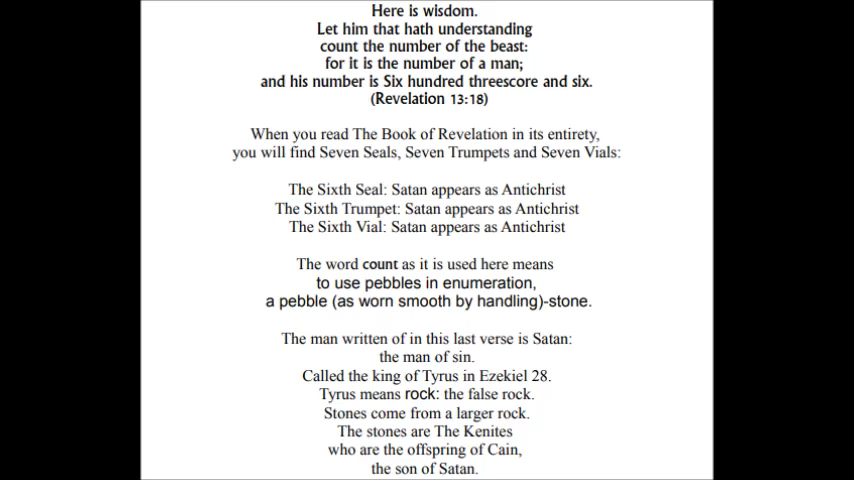 Here is wisdom.
Let him that hath understanding
count the number of the beast:
for it is the number of a man;
and his number is Six hundred threescore and six.
(Revelation 13:18)
When you read The Book of Revelation in its entirety,
you will find Seven Seals, Seven Trumpets and Seven Vials:
The Sixth Seal: Satan appears as Antichrist
The Sixth Trumpet: Satan appears as Antichrist
The Sixth Vial: Satan appears as Antichrist
The word count as it is used here means
to use pebbles in enumeration,
a pebble (as worn smooth by handling)-stone.
The man written of in this last verse is Satan:
the man of sin.
Called the king of Tyrus in Ezekiel 28.
Tyrus means rock: the false rock.
Stones come from a larger rock.
The stones are The Kenites
who are the offspring of Cain,
the son of Satan.